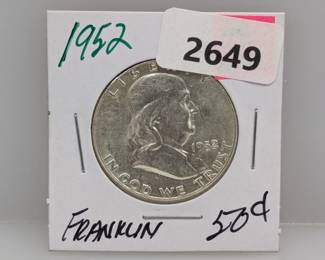 1952
2649
LIBERTY
1952
IN GOD WE TRUST
FRANKLIN 50¢